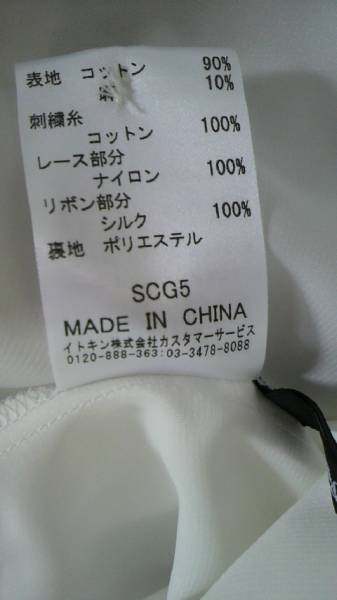 表地 コットン 90%
10%
刺繍糸
コットン 100%
レース部分
ナイロン 100%
リボン部分
シルク 100%
裏地 ポリエステル
SCG5
MADE IN CHINA
イトキン株式会社カスタマーサービス
0120-888-363:03-3478-8088